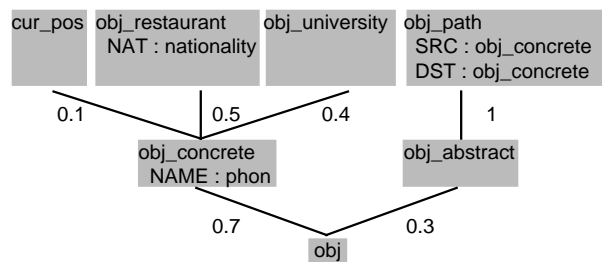 cur_pos
obj_restaurant
NAT : nationality
obj_university
obj_path
SRC : obj_concrete
DST : obj_concrete
0.1
0.5
0.4
1
obj_concrete
NAME : phon
obj_abstract
0.7
0.3
obj